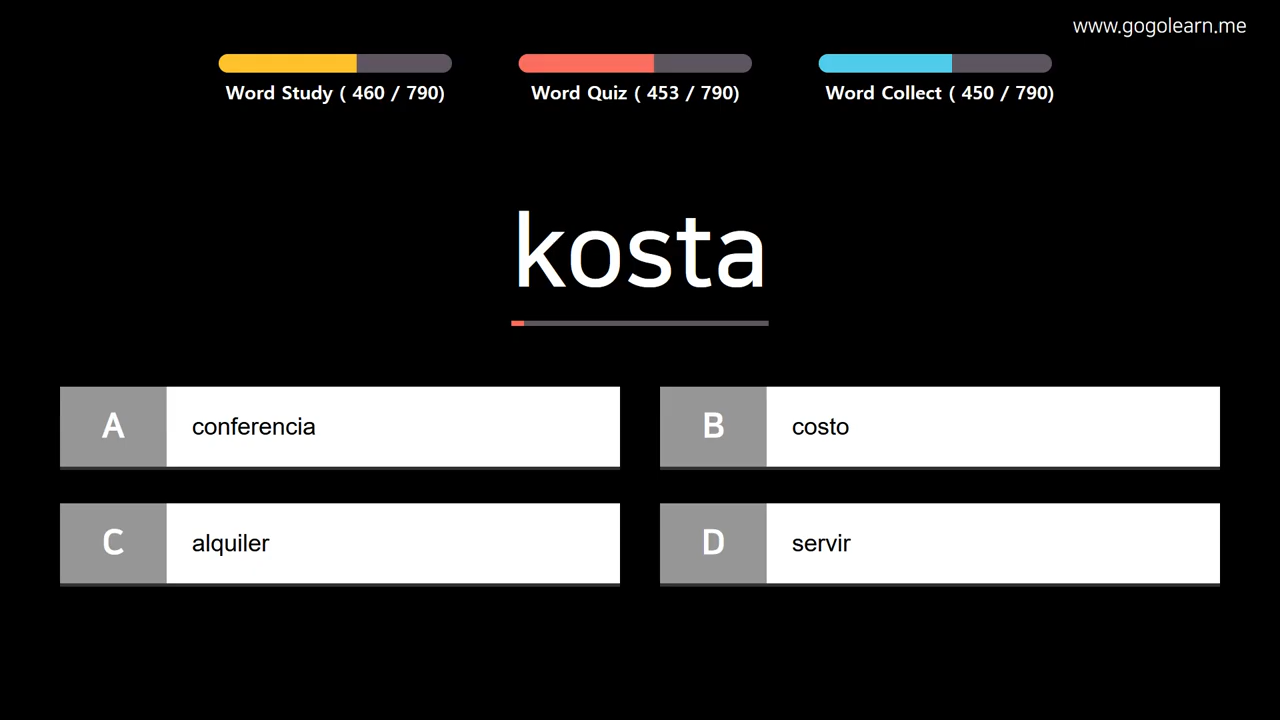 www.gogolearn.me
Word Study ( 460 / 790)
Word Quiz ( 453 / 790)
Word Collect ( 450 / 790)
kosta
A conferencia
B costo
C alquiler
D servir